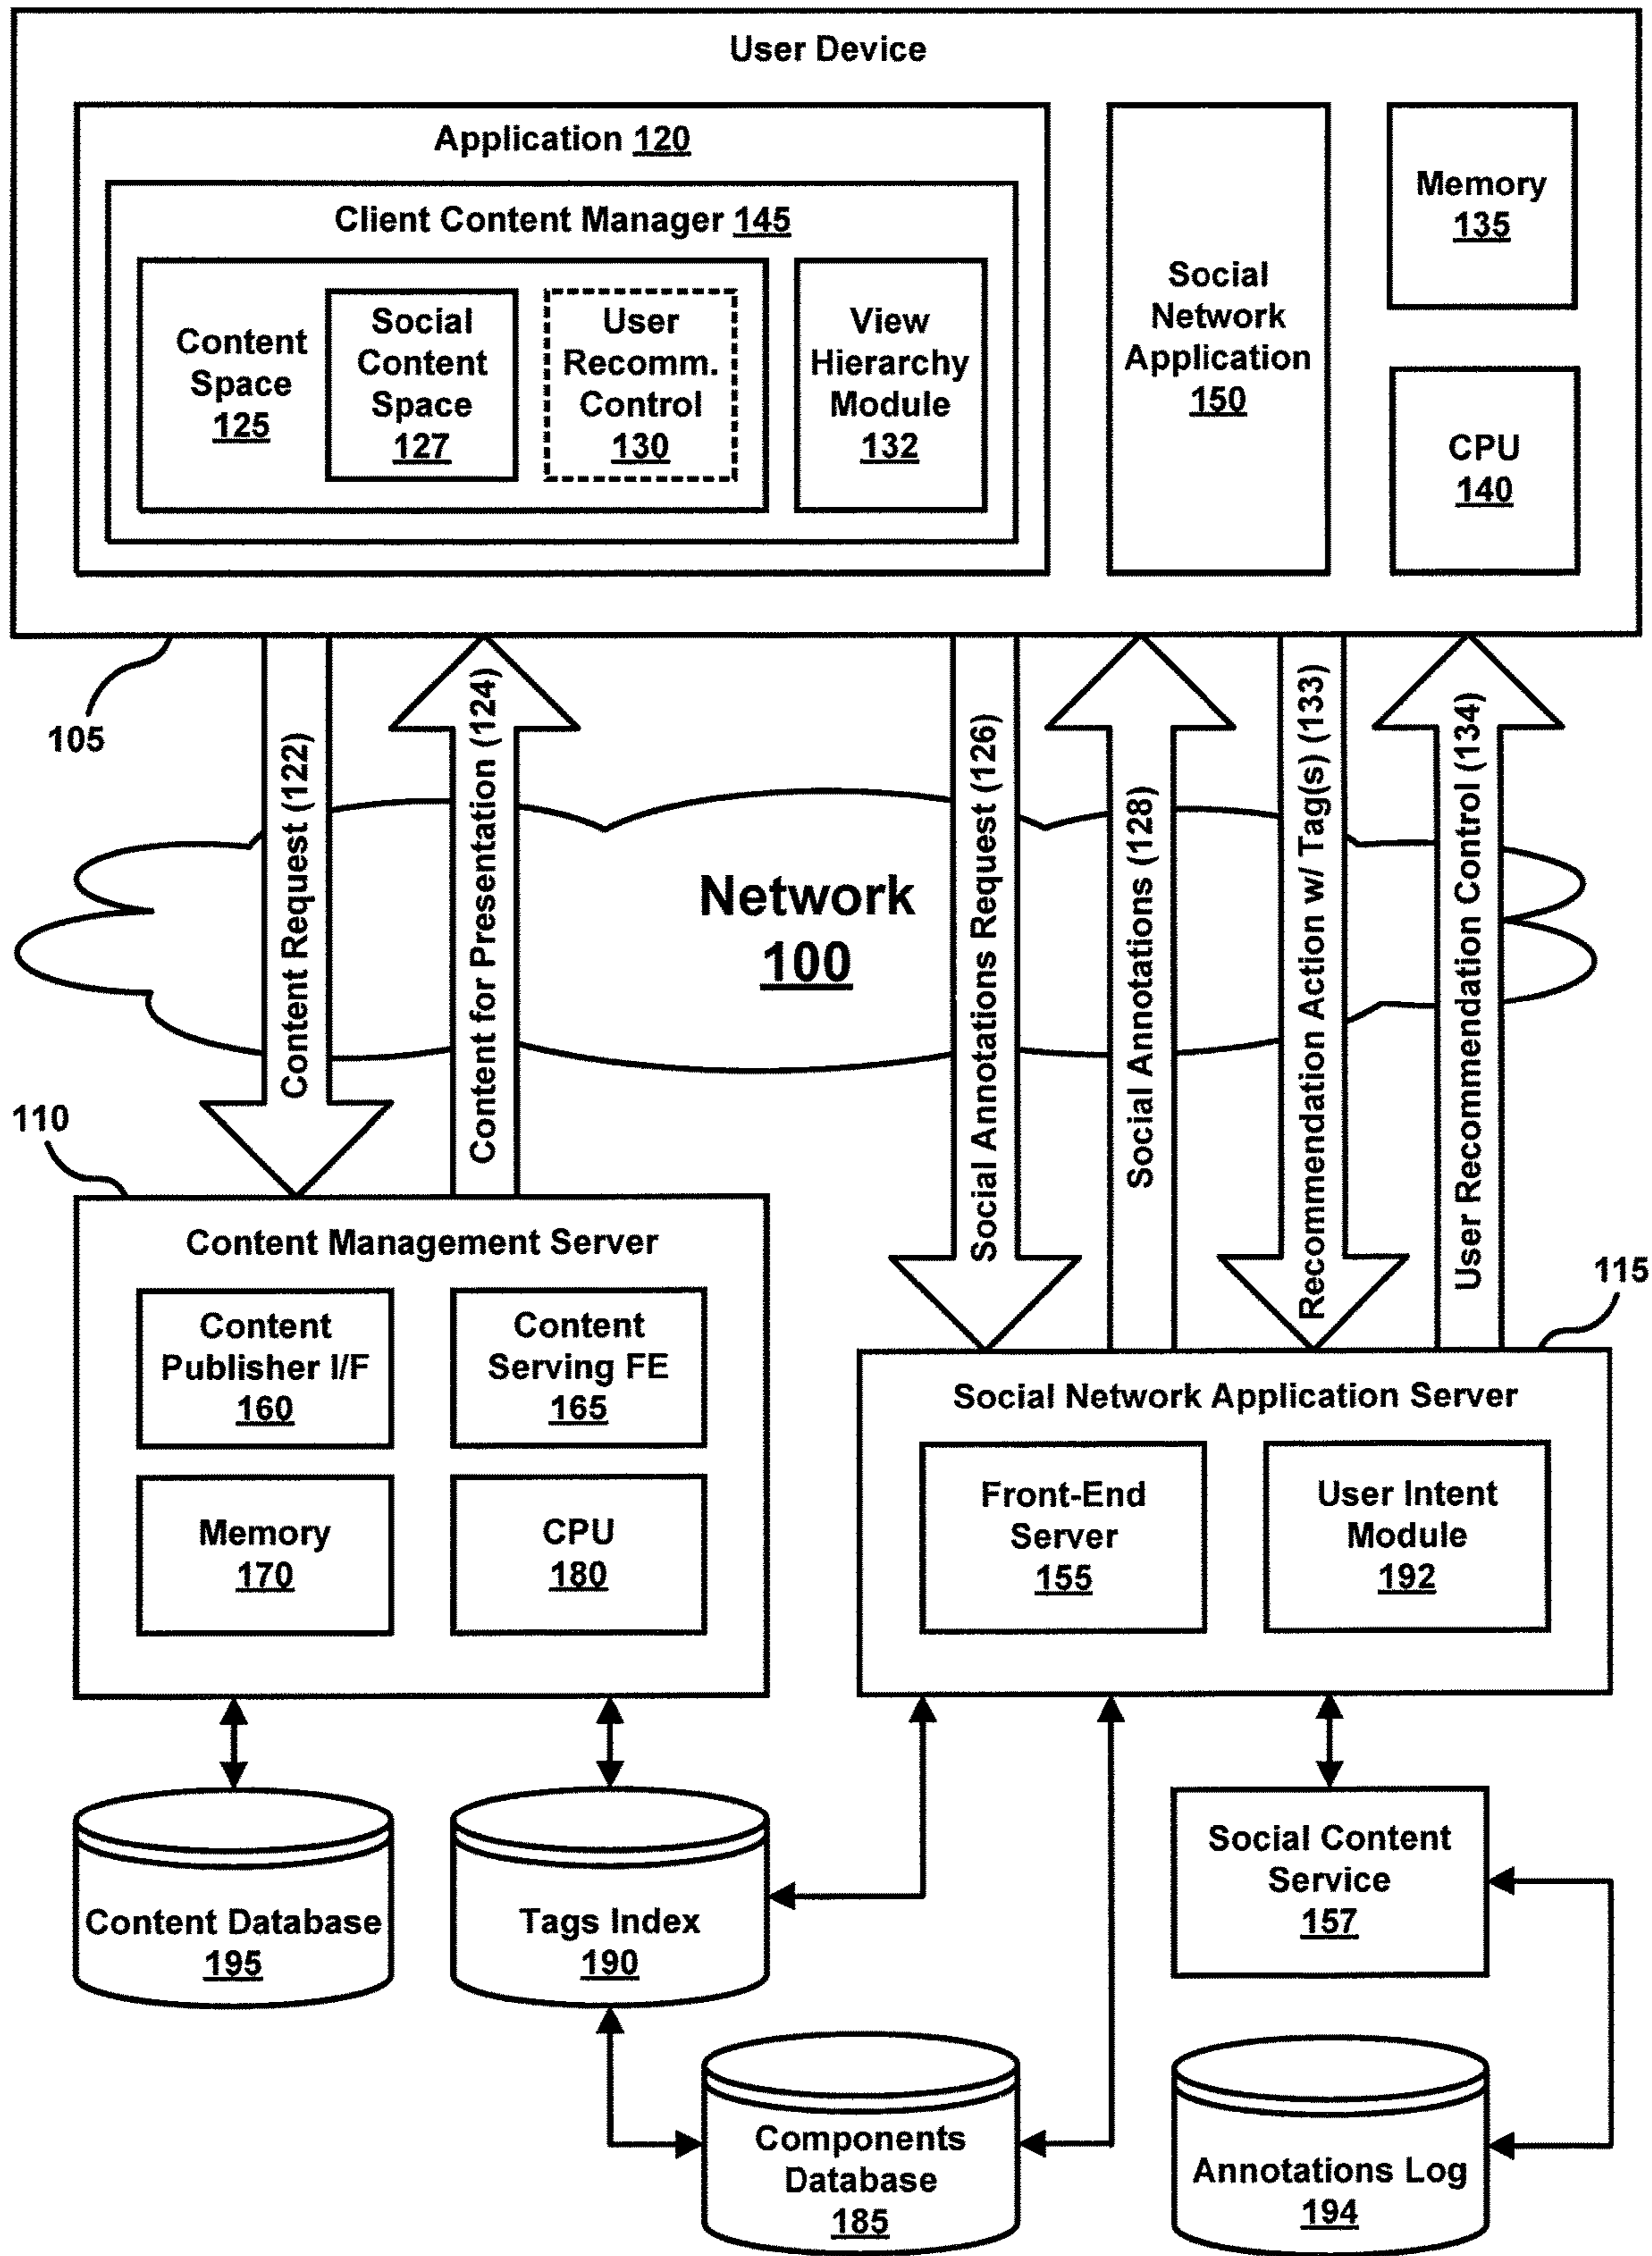 User Device
Application 120
Client Content Manager 145
Content
Space
125
Social
Content
Space
127
User
Recomm.
Control
130
View
Hierarchy
Module
132
Social
Network
Application
150
Memory
135
CPU
140
105
Content Request (122)
Content for Presentation (124)
Social Annotations Request (126)
Social Annotations (128)
Recommendation Action w/ Tag(s) (133)
User Recommendation Control (134)
Network
100
110
Content Management Server
Content
Publisher I/F
160
Content
Serving FE
165
Memory
170
CPU
180
115
Social Network Application Server
Front-End
Server
155
User Intent
Module
192
Content Database
195
Tags Index
190
Social Content
Service
157
Components
Database
185
Annotations Log
194